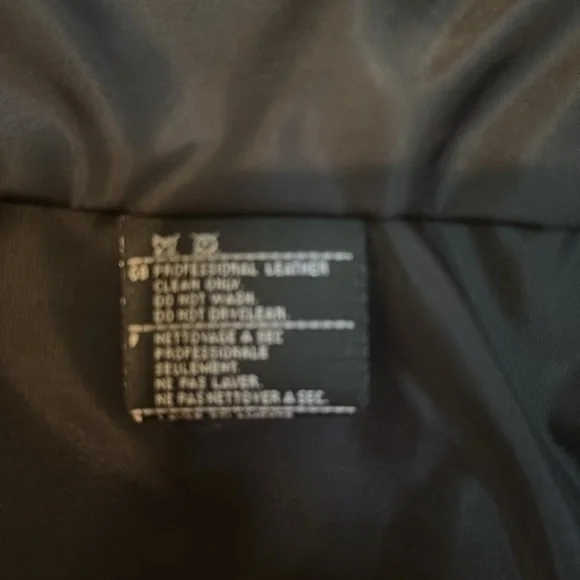 GB PROFESSIONAL LEATHER
CLEAN ONLY.
DO NOT WASH.
DO NOT DRYCLEAN.
F NETTOYAGE A SEC
PROFESSIONALE
SEULEMENT.
NE PAS LAVER.
NE PAS NETTOYER A SEC.